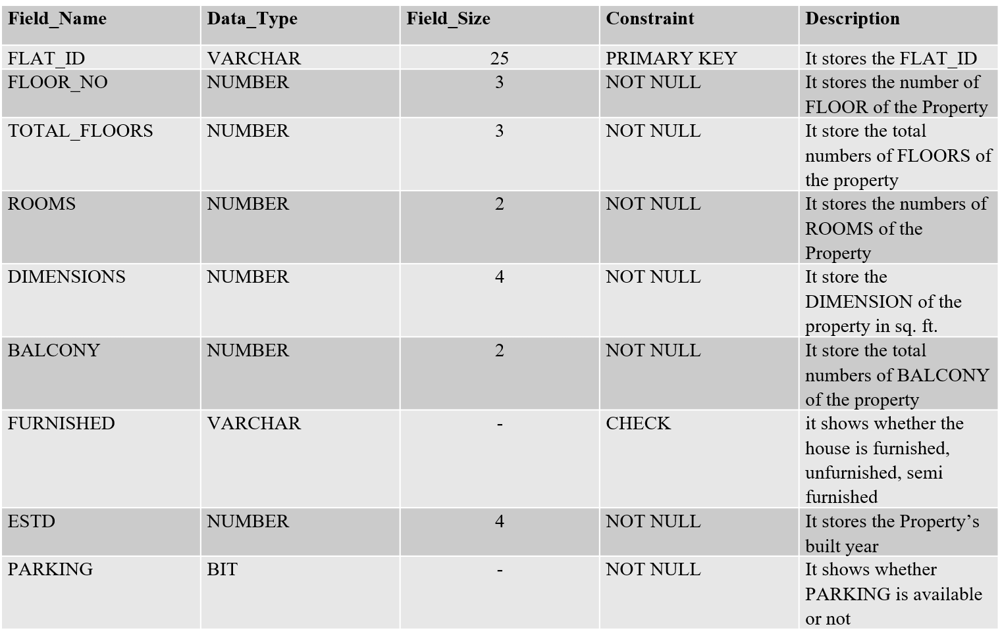 Field_Name Data_Type Field_Size Constraint Description
FLAT_ID VARCHAR 25 PRIMARY KEY It stores the FLAT_ID
FLOOR_NO NUMBER 3 NOT NULL It stores the number of
FLOOR of the Property
TOTAL_FLOORS NUMBER 3 NOT NULL It store the total
numbers of FLOORS of
the property
ROOMS NUMBER 2 NOT NULL It stores the numbers of
ROOMS of the
Property
DIMENSIONS NUMBER 4 NOT NULL It store the
DIMENSION of the
property in sq. ft.
BALCONY NUMBER 2 NOT NULL It store the total
numbers of BALCONY
of the property
FURNISHED VARCHAR - CHECK it shows whether the
house is furnished,
unfurnished, semi
furnished
ESTD NUMBER 4 NOT NULL It stores the Property’s
built year
PARKING BIT - NOT NULL It shows whether
PARKING is available
or not